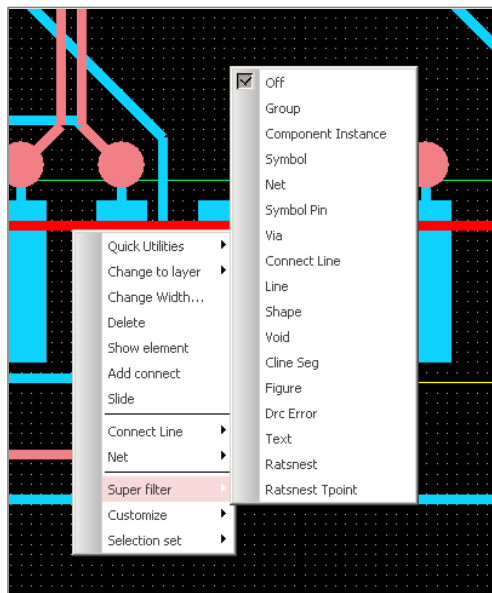 Quick Utilities
Change to layer
Change Width...
Delete
Show element
Add connect
Slide
Connect Line
Net
Super filter
Customize
Selection set
Off
Group
Component Instance
Symbol
Net
Symbol Pin
Via
Connect Line
Line
Shape
Void
Cline Seg
Figure
Drc Error
Text
Ratsnest
Ratsnest Tpoint